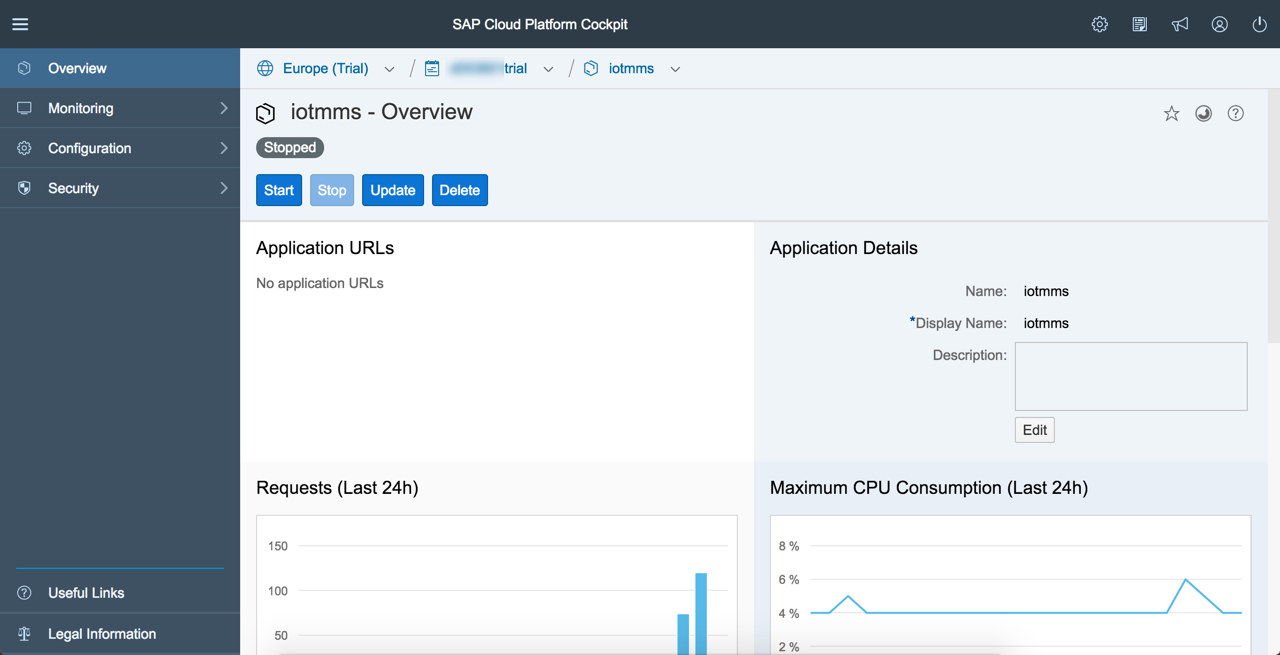 SAP Cloud Platform Cockpit
Overview
Monitoring
Configuration
Security
Useful Links
Legal Information
Europe (Trial) / trial / iotmms
iotmms - Overview
Stopped
Start Stop Update Delete
Application URLs
No application URLs
Application Details
Name: iotmms
*Display Name: iotmms
Description:
Edit
Requests (Last 24h)
150
100
50
Maximum CPU Consumption (Last 24h)
8 %
6 %
4 %
2 %